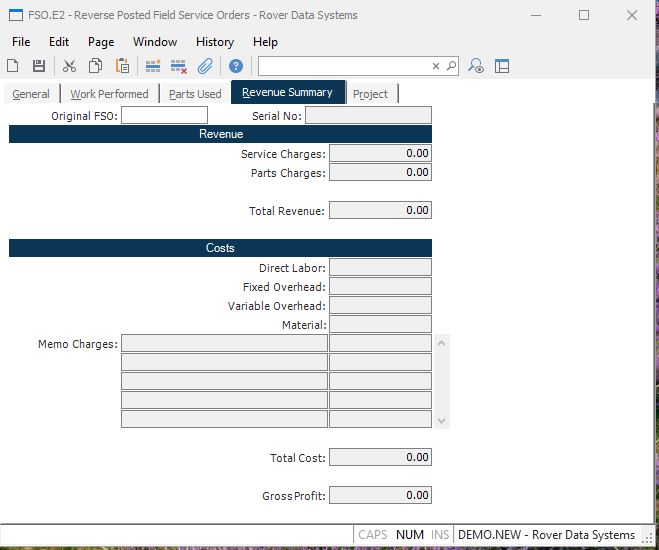 FSO.E2 - Reverse Posted Field Service Orders - Rover Data Systems
File Edit Page Window History Help
General Work Performed Parts Used Revenue Summary Project
Original FSO: Serial No:
Revenue
Service Charges: 0.00
Parts Charges: 0.00
Total Revenue: 0.00
Costs
Direct Labor:
Fixed Overhead:
Variable Overhead:
Material:
Memo Charges:
Total Cost: 0.00
Gross Profit: 0.00
CAPS NUM INS DEMO.NEW - Rover Data Systems